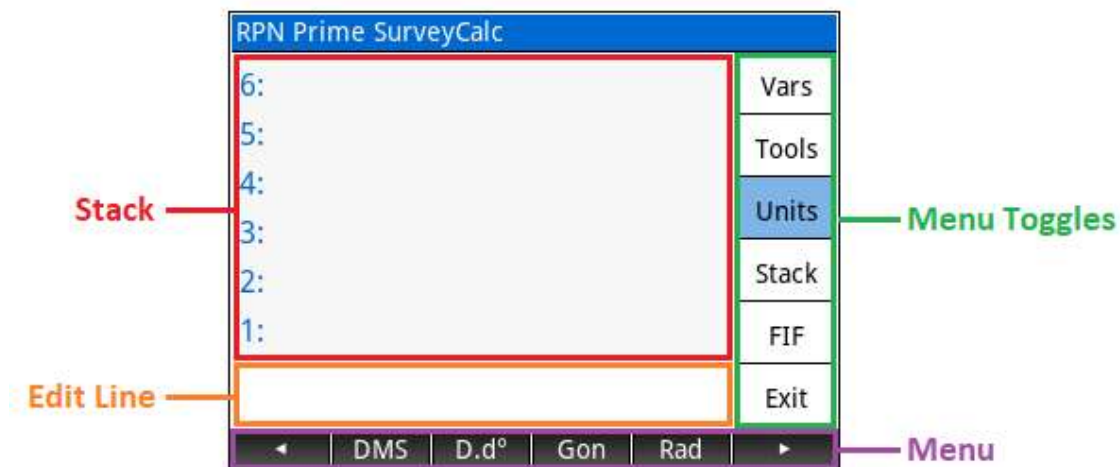 RPN Prime SurveyCalc
6:
5:
4:
3:
2:
1:
Vars
Tools
Units
Stack
FIF
Exit
◄ DMS D.d° Gon Rad ►
Stack
Edit Line
Menu Toggles
Menu